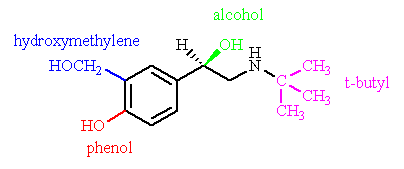 alcohol
hydroxymethylene
H
OH
H
N
HOCH₂
CH₃
C
t-butyl
CH₃
CH₃
HO
phenol